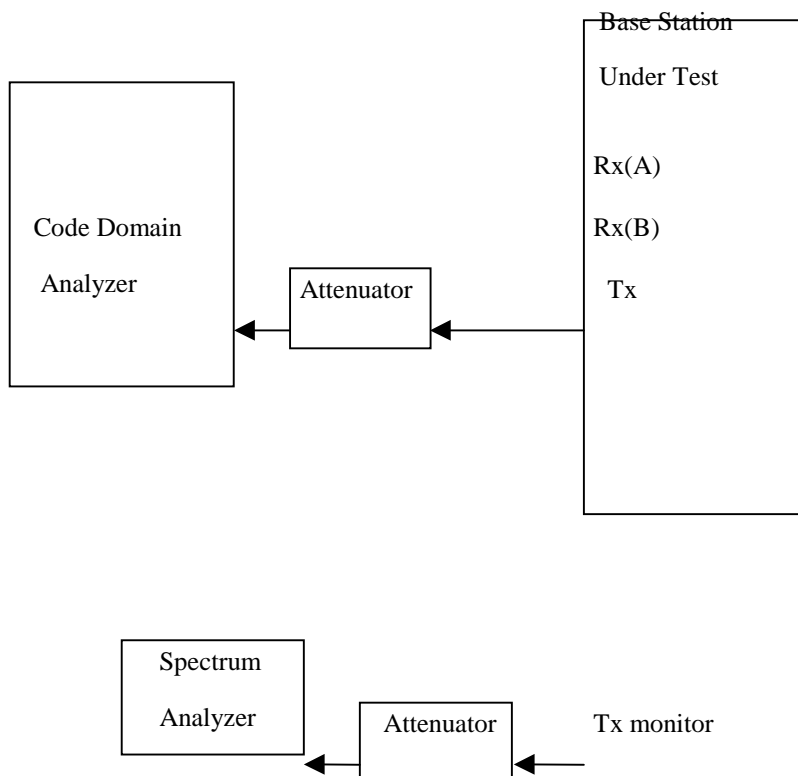 Base Station
Under Test
Rx(A)
Code Domain
Rx(B)
Analyzer
Attenuator
Tx
Spectrum
Analyzer
Attenuator
Tx monitor